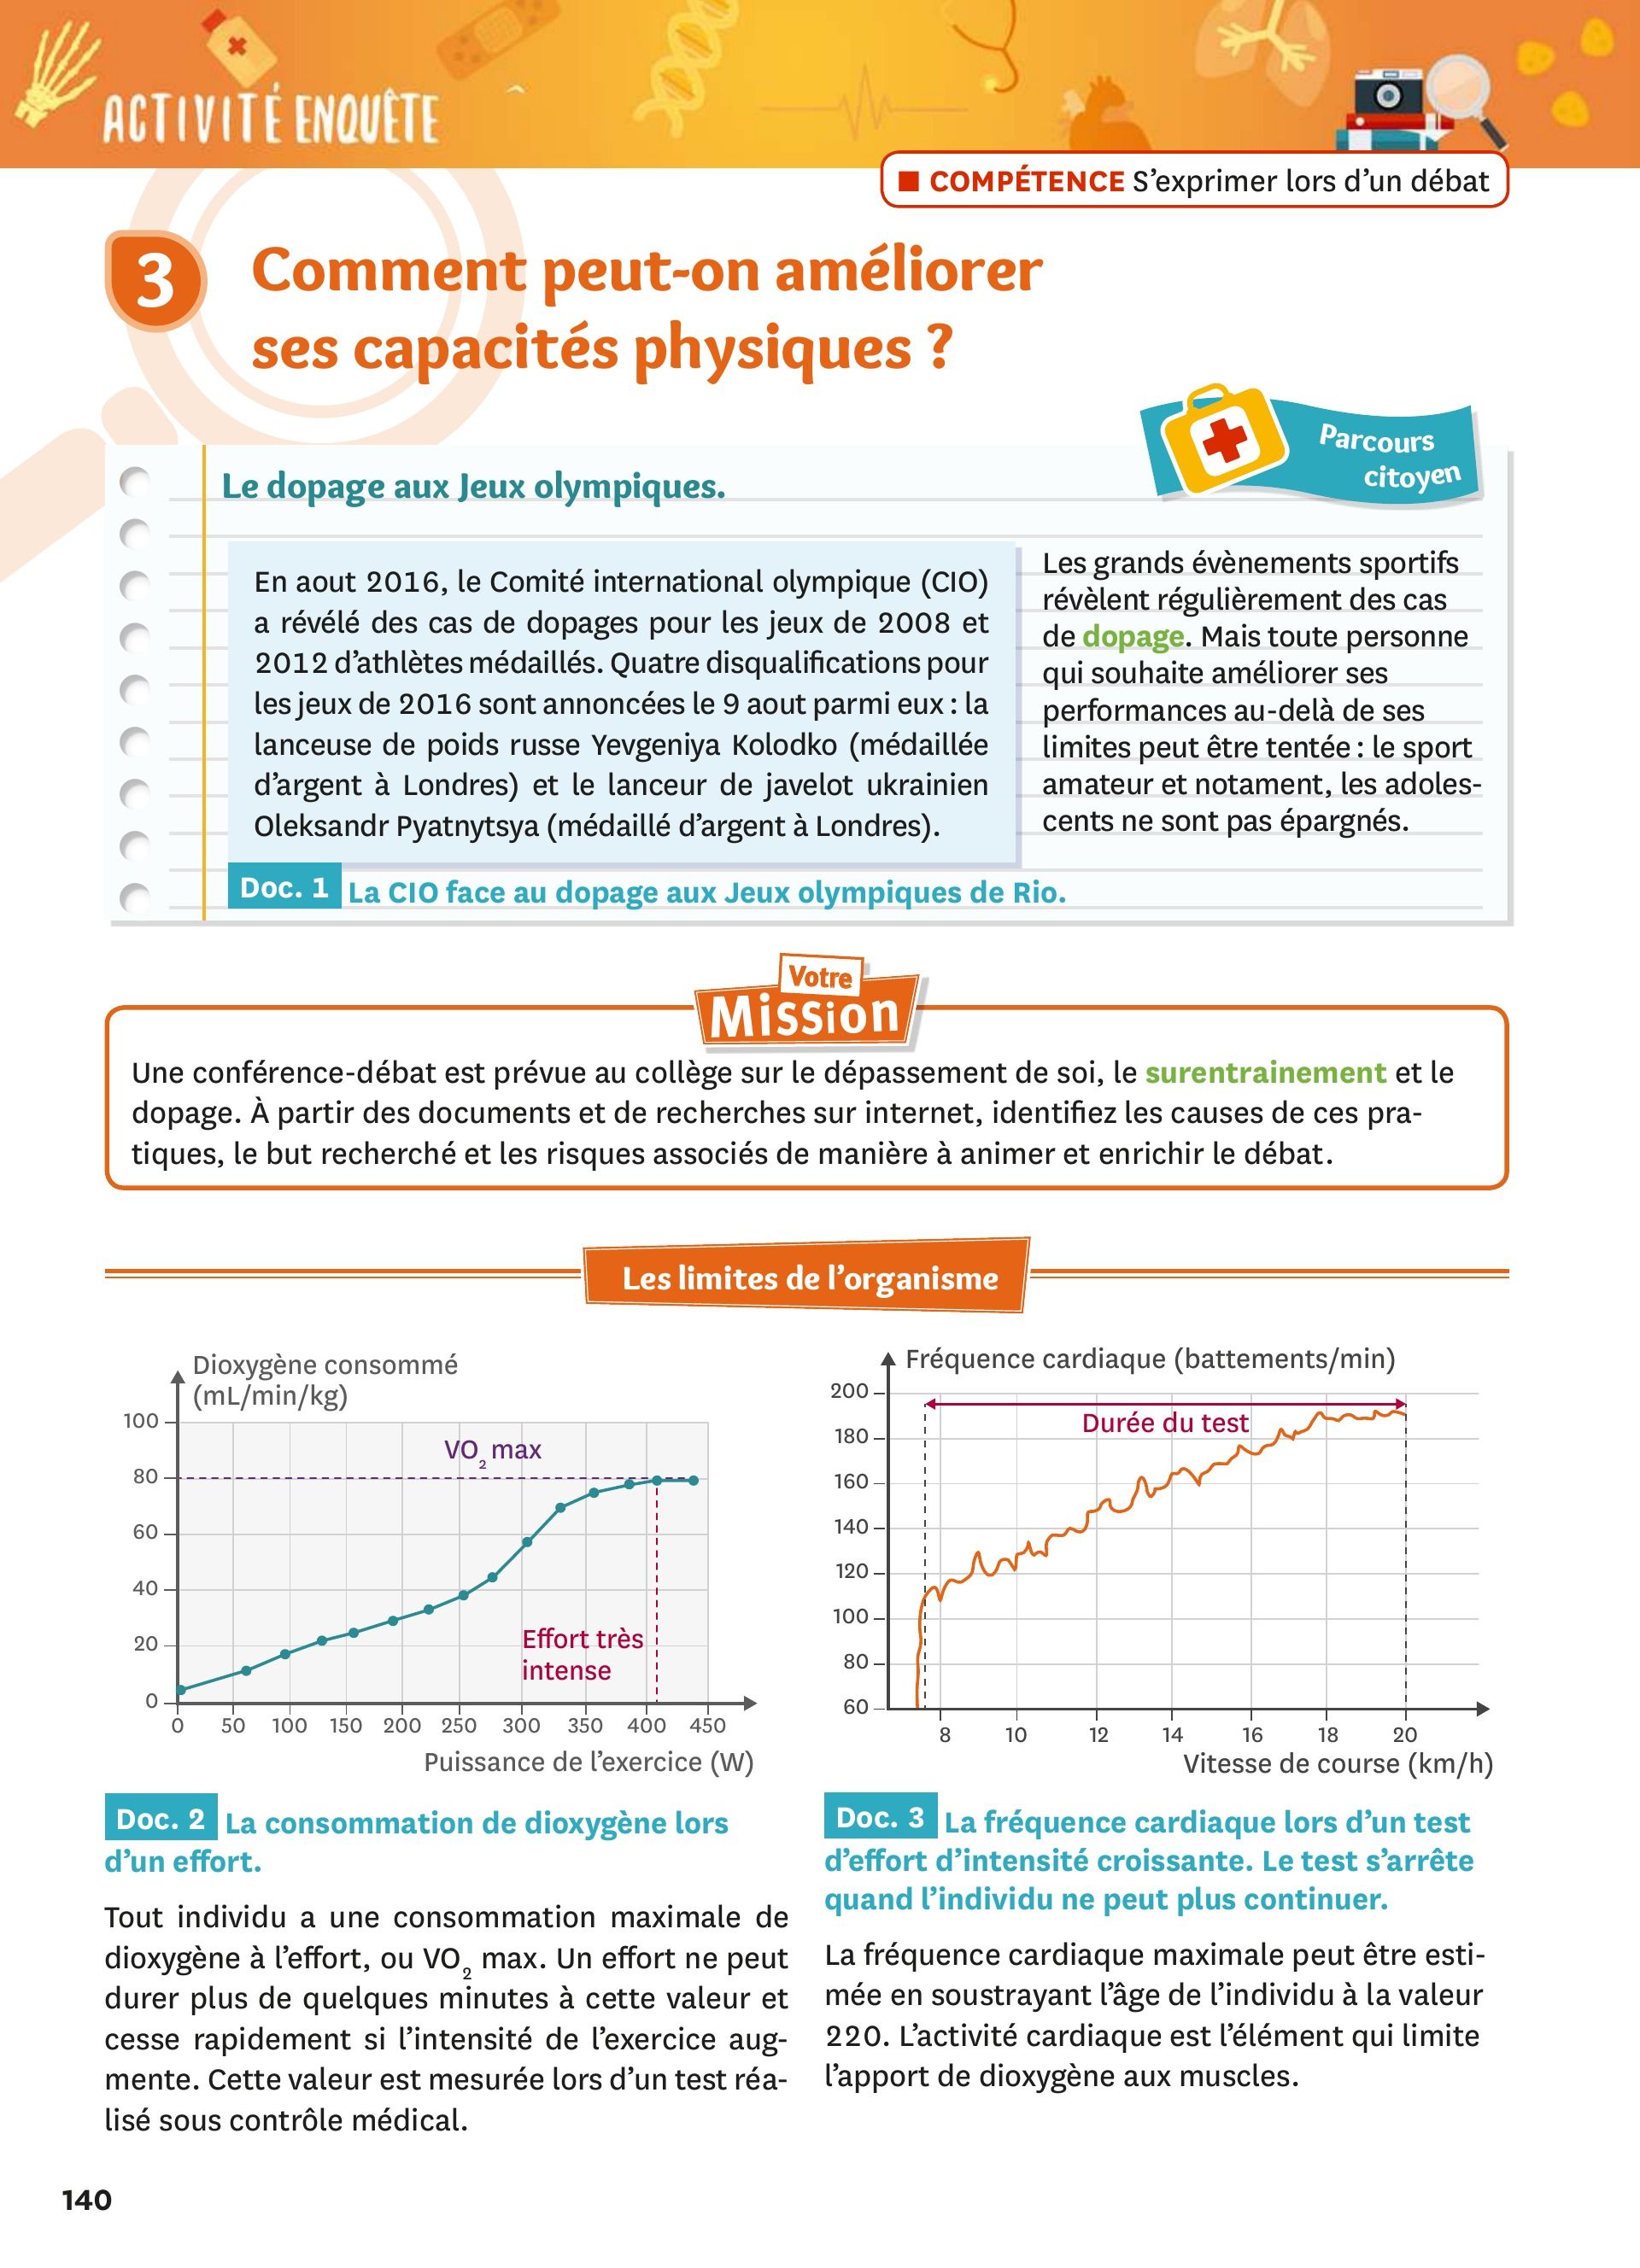 ACTIVITÉ ENQUÊTE
■ COMPÉTENCE S'exprimer lors d'un débat
3
Comment peut-on améliorer
ses capacités physiques ?
Parcours
citoyen
Le dopage aux Jeux olympiques.
En aout 2016, le Comité international olympique (CIO)
a révélé des cas de dopages pour les jeux de 2008 et
2012 d'athlètes médaillés. Quatre disqualifications pour
les jeux de 2016 sont annoncées le 9 aout parmi eux : la
lanceuse de poids russe Yevgeniya Kolodko (médaillée
d'argent à Londres) et le lanceur de javelot ukrainien
Oleksandr Pyatnytsya (médaillé d'argent à Londres).
Doc. 1 La CIO face au dopage aux Jeux olympiques de Rio.
Les grands évènements sportifs
révèlent régulièrement des cas
de dopage. Mais toute personne
qui souhaite améliorer ses
performances au-delà de ses
limites peut être tentée : le sport
amateur et notament, les adoles-
cents ne sont pas épargnés.
Votre
Mission
Une conférence-débat est prévue au collège sur le dépassement de soi, le surentrainement et le
dopage. À partir des documents et de recherches sur internet, identifiez les causes de ces pra-
tiques, le but recherché et les risques associés de manière à animer et enrichir le débat.
Les limites de l'organisme
Dioxygène consommé
(mL/min/kg)
100
80
60
40
20
0
VO₂ max
Effort très
intense
0 50 100 150 200 250 300 350 400 450
Puissance de l'exercice (W)
Doc. 2 La consommation de dioxygène lors
d'un effort.
Tout individu a une consommation maximale de
dioxygène à l'effort, ou VO₂ max. Un effort ne peut
durer plus de quelques minutes à cette valeur et
cesse rapidement si l'intensité de l'exercice aug-
mente. Cette valeur est mesurée lors d'un test réa-
lisé sous contrôle médical.
Fréquence cardiaque (battements/min)
200
180
160
140
120
100
80
60
Durée du test
8 10 12 14 16 18 20
Vitesse de course (km/h)
Doc. 3 La fréquence cardiaque lors d'un test
d'effort d'intensité croissante. Le test s'arrête
quand l'individu ne peut plus continuer.
La fréquence cardiaque maximale peut être esti-
mée en soustrayant l'âge de l'individu à la valeur
220. L'activité cardiaque est l'élément qui limite
l'apport de dioxygène aux muscles.
140